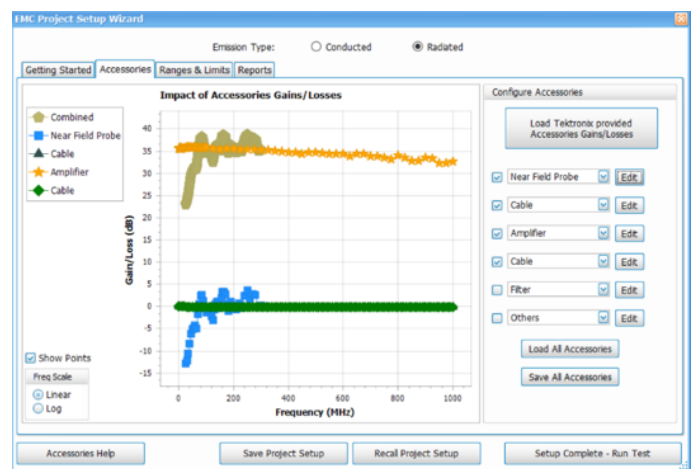 EMC Project Setup Wizard
Emission Type: Conducted Radiated
Getting Started Accessories Ranges & Limits Reports
Impact of Accessories Gains/Losses
Combined
Near Field Probe
Cable
Amplifier
Cable
Gain/Loss (dB)
40
35
30
25
20
15
10
5
0
-5
-10
-15
0 200 400 600 800 1000
Frequency (MHz)
Show Points
Freq Scale
Linear
Log
Configure Accessories
Load Tektronix provided
Accessories Gains/Losses
Near Field Probe Edit
Cable Edit
Amplifier Edit
Cable Edit
Filter Edit
Others Edit
Load All Accessories
Save All Accessories
Accessories Help Save Project Setup Recall Project Setup Setup Complete - Run Test